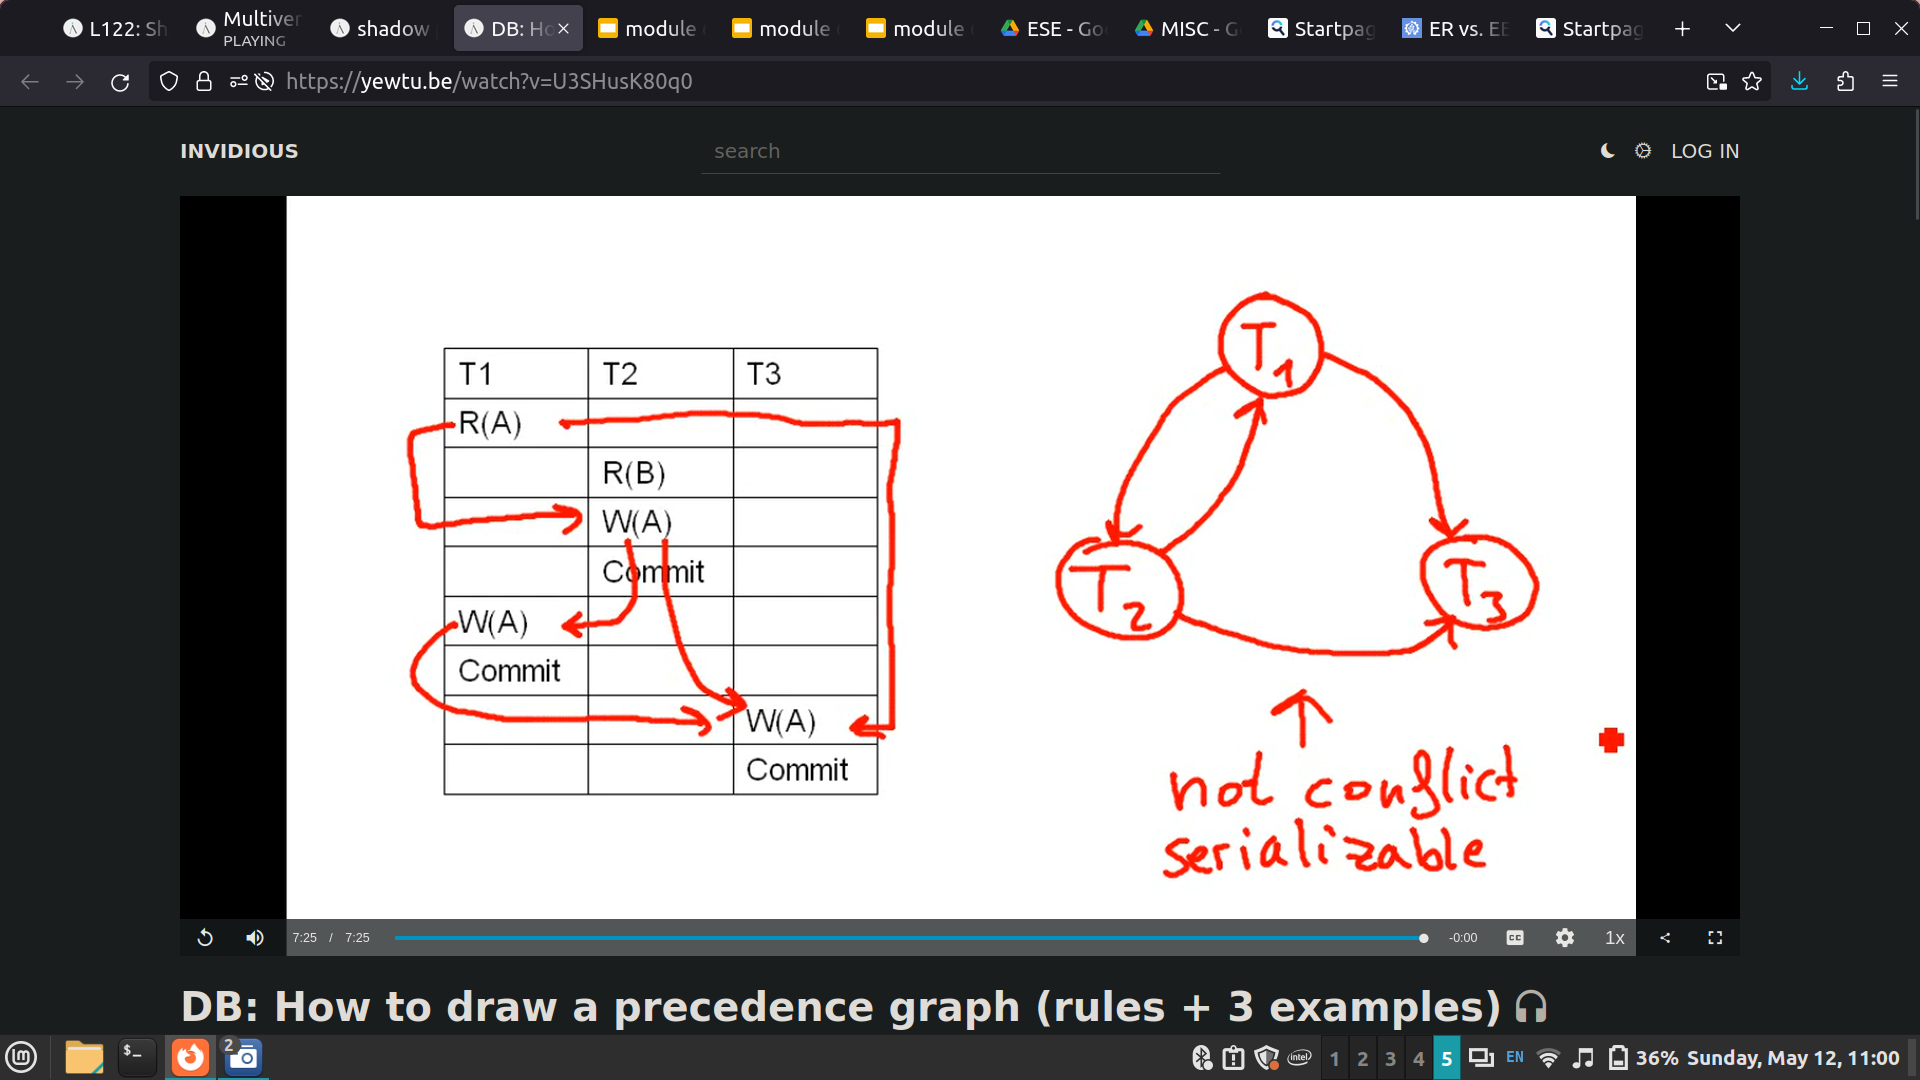 L122: Sh
Multiver
PLAYING
shadow
DB: Ho
module
module
module
ESE - Go
MISC - G
Startpag
ER vs. EE
Startpag
https://yewtu.be/watch?v=U3SHusK80q0
INVIDIOUS
search
LOG IN
T1 T2 T3
R(A)
R(B)
W(A)
Commit
W(A)
Commit
W(A)
Commit
T1
T2
T3
not conflict
serializable
7:25 / 7:25
-0:00
CC
1x
DB: How to draw a precedence graph (rules + 3 examples)
$_
2
intel
1 2 3 4 5
EN
36% Sunday, May 12, 11:00